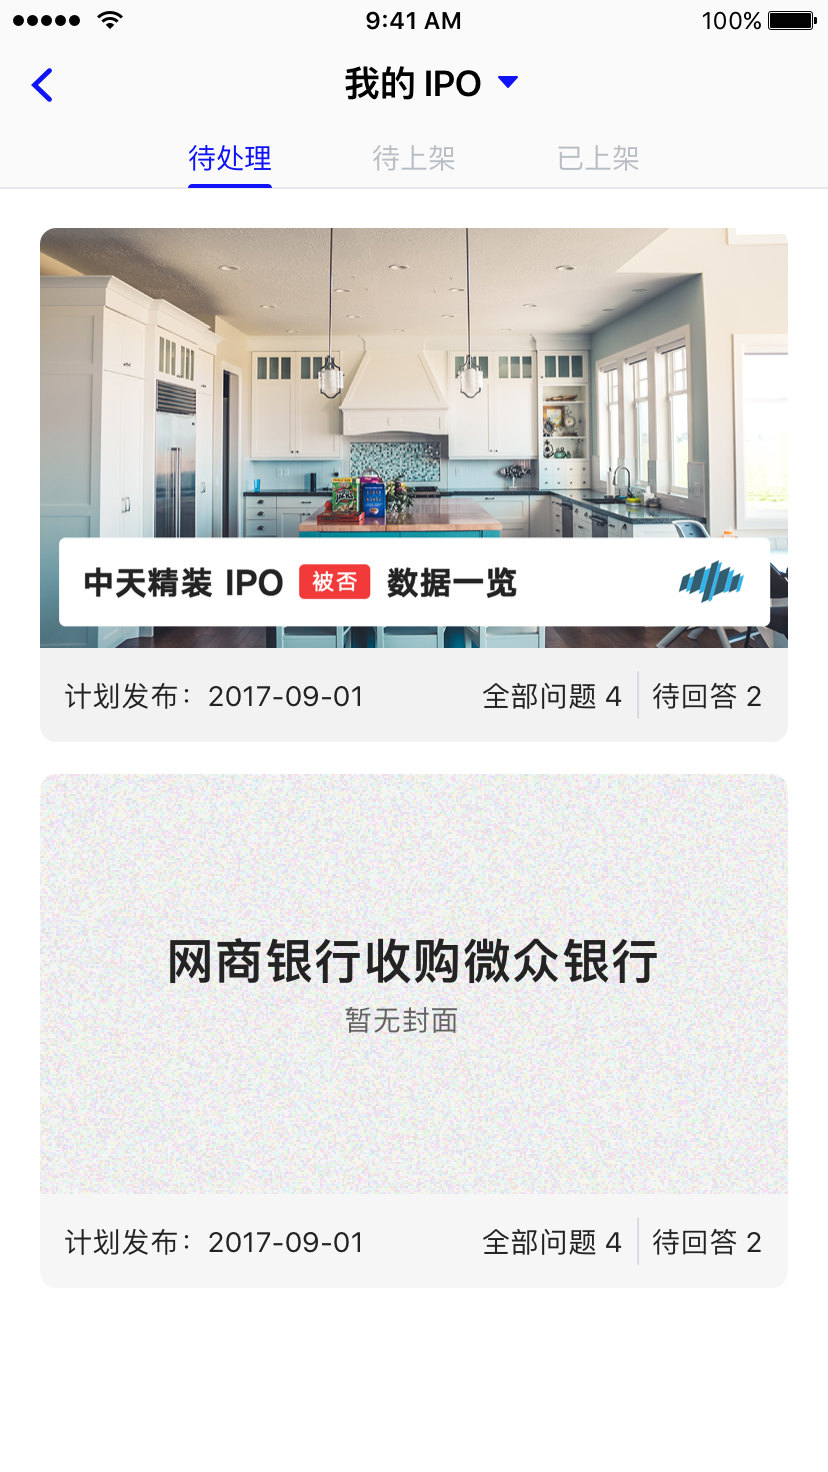 9:41 AM 100%
我的 IPO
待处理 待上架 已上架
中天精装 IPO 被否 数据一览
计划发布：2017-09-01 全部问题 4 待回答 2
网商银行收购微众银行
暂无封面
计划发布：2017-09-01 全部问题 4 待回答 2